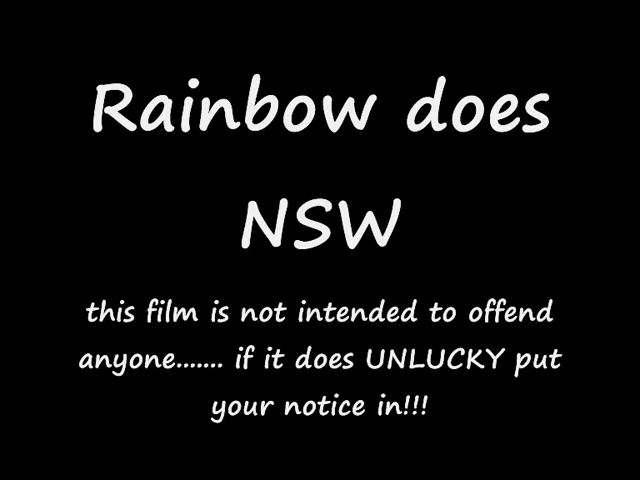 Rainbow does
NSW
this film is not intended to offend
anyone....... if it does UNLUCKY put
your notice in!!!